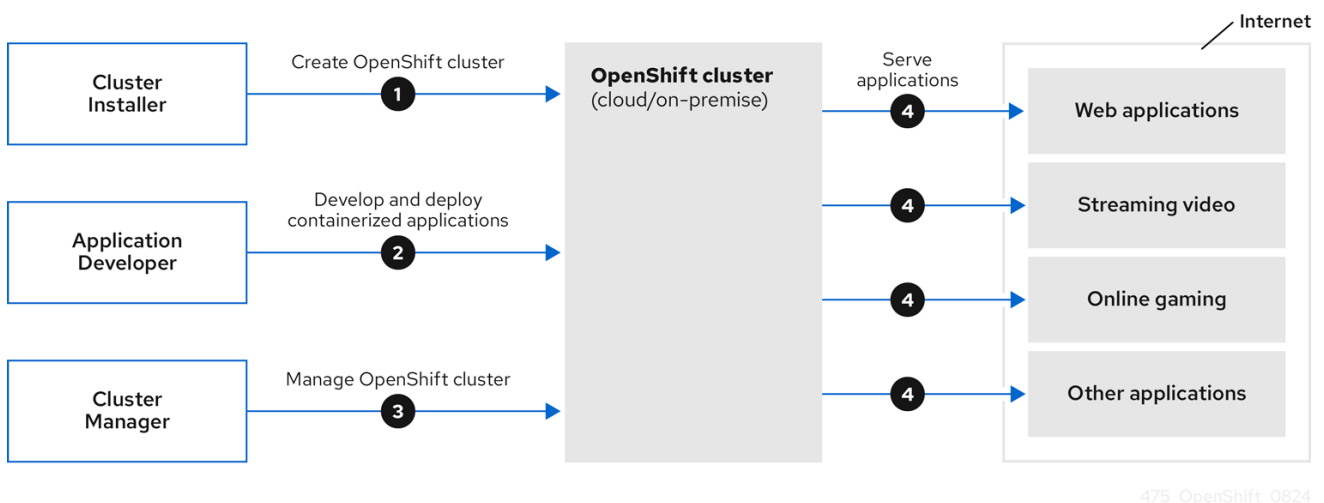 Internet
Cluster
Installer
Create OpenShift cluster
1
OpenShift cluster
(cloud/on-premise)
Serve
applications
4
Web applications
Application
Developer
Develop and deploy
containerized applications
2
4
Streaming video
4
Online gaming
Cluster
Manager
Manage OpenShift cluster
3
4
Other applications
475_OpenShift_0824